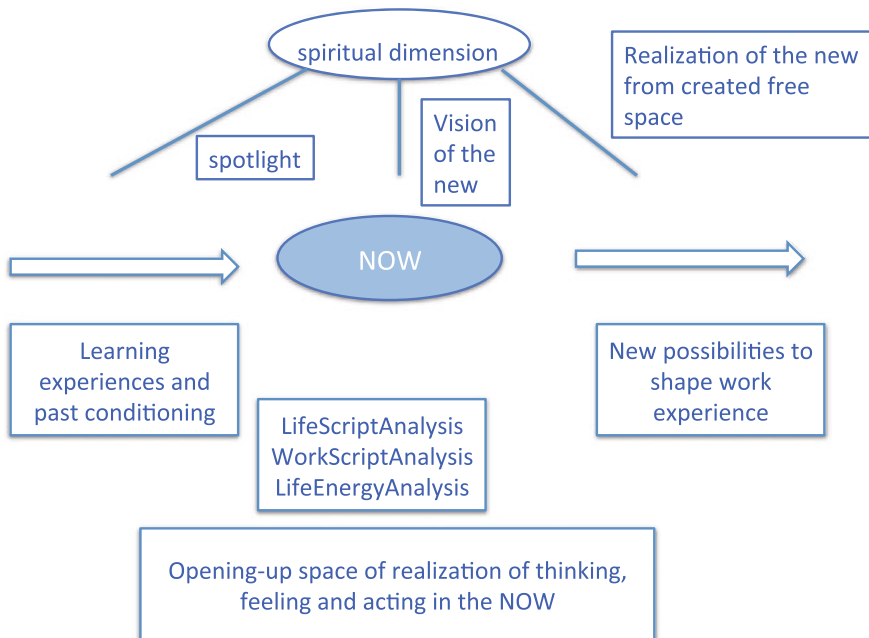 spiritual dimension
Realization of the new
from created free
space
spotlight
Vision
of the
new
NOW
Learning
experiences and
past conditioning
New possibilities to
shape work
experience
LifeScriptAnalysis
WorkScriptAnalysis
LifeEnergyAnalysis
Opening-up space of realization of thinking,
feeling and acting in the NOW